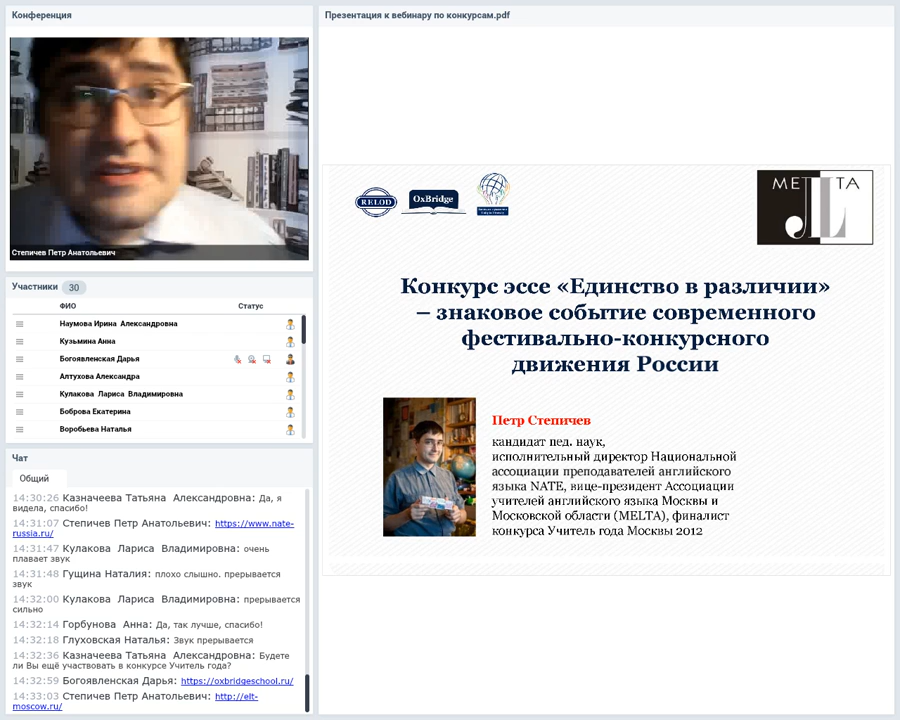 Конференция
Степичев Петр Анатольевич
Участники 30
ФИО Статус
Наумова Ирина Александровна
Кузьмина Анна
Богоявленская Дарья
Алтухова Александра
Кулакова Лариса Владимировна
Боброва Екатерина
Воробьева Наталья
Чат
Общий
14:30:26 Казначеева Татьяна Александровна: Да, я
видела, спасибо!
14:31:07 Степичев Петр Анатольевич: https://www.nate-
russia.ru/
14:31:47 Кулакова Лариса Владимировна: очень
плавает звук
14:31:48 Гущина Наталия: плохо слышно. прерывается
звук
14:32:00 Кулакова Лариса Владимировна: прерывается
сильно
14:32:14 Горбунова Анна: Да, так лучше, спасибо!
14:32:18 Глуховская Наталья: Звук прерывается
14:32:36 Казначеева Татьяна Александровна: Будете
ли Вы ещё участвовать в конкурсе Учитель года?
14:32:59 Богоявленская Дарья: https://oxbridgeschool.ru/
14:33:03 Степичев Петр Анатольевич: http://elt-
moscow.ru/
Презентация к вебинару по конкурсам.pdf
RELOD
OxBridge
MELTA
Конкурс эссе «Единство в различии»
– знаковое событие современного
фестивально-конкурсного
движения России
Петр Степичев
кандидат пед. наук,
исполнительный директор Национальной
ассоциации преподавателей английского
языка NATE, вице-президент Ассоциации
учителей английского языка Москвы и
Московской области (MELTA), финалист
конкурса Учитель года Москвы 2012